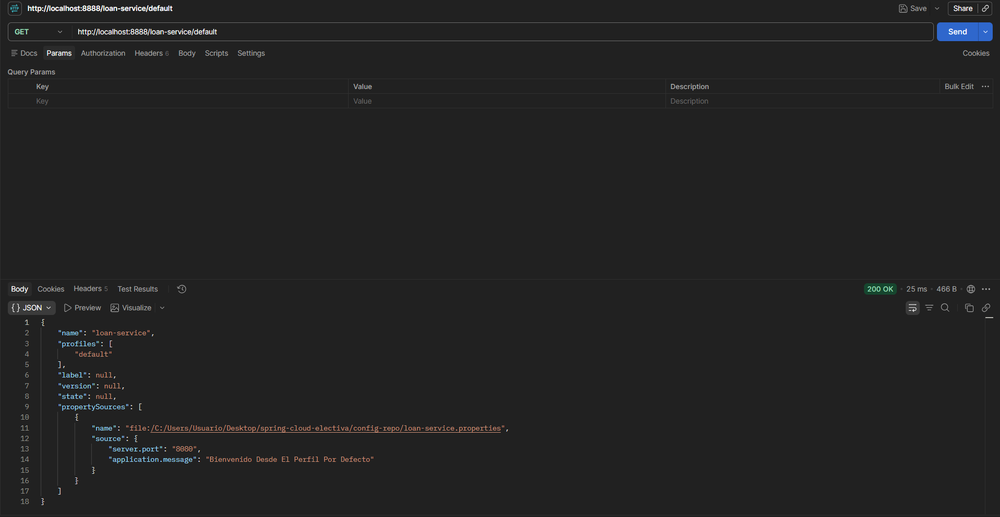 HTTP http://localhost:8888/loan-service/default Save Share
GET http://localhost:8888/loan-service/default Send
Docs Params Authorization Headers 6 Body Scripts Settings Cookies
Query Params
Key Value Description Bulk Edit
Key Value Description
Body Cookies Headers 5 Test Results 200 OK 25 ms 466 B
{} JSON Preview Visualize
1 {
2 "name": "loan-service",
3 "profiles": [
4 "default"
5 ],
6 "label": null,
7 "version": null,
8 "state": null,
9 "propertySources": [
10 {
11 "name": "file:/C:/Users/Usuario/Desktop/spring-cloud-electiva/config-repo/loan-service.properties",
12 "source": {
13 "server.port": "8080",
14 "application.message": "Bienvenido Desde El Perfil Por Defecto"
15 }
16 }
17 ]
18 }